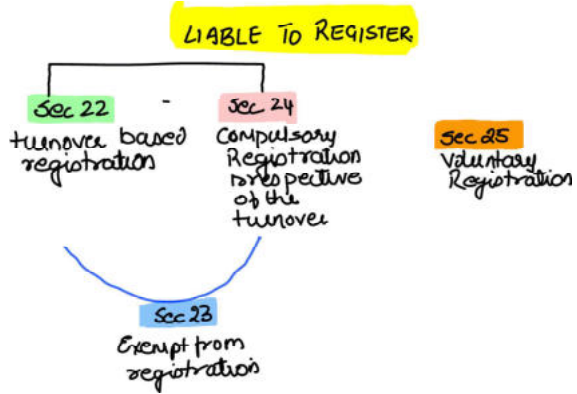 LIABLE TO REGISTER.
Sec 22 -
turnover based
registration
Sec 24
Compulsory
Registration
irrespective
of the
turnover
Sec 25
Voluntary
Registration
Sec 23
Exempt from
registration